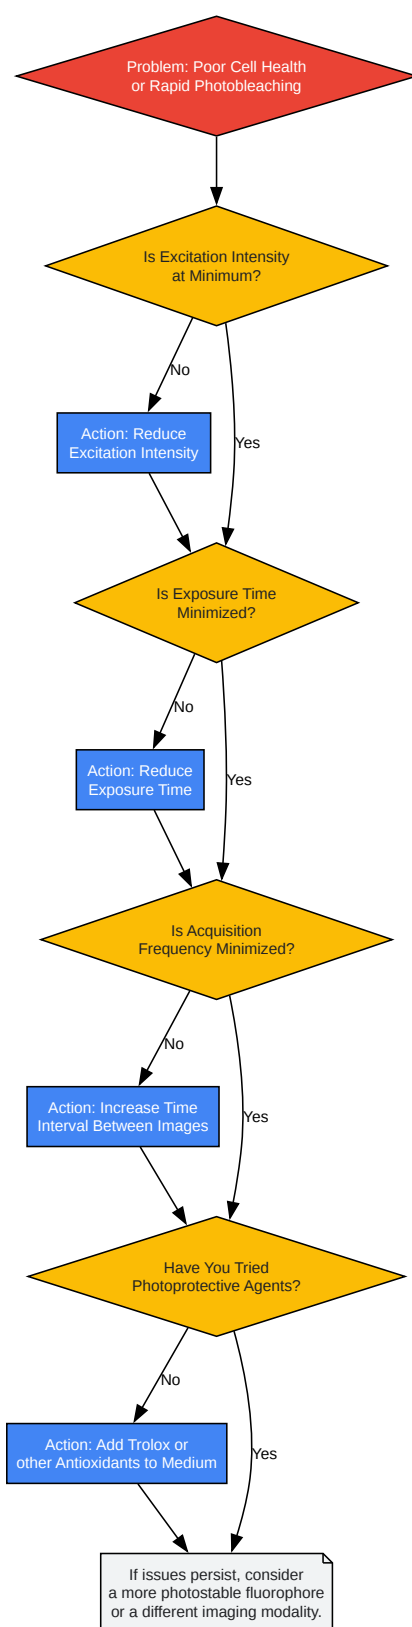 Problem: Poor Cell Health
or Rapid Photobleaching
Is Excitation Intensity
at Minimum?
No
Action: Reduce
Excitation Intensity
Yes
Is Exposure Time
Minimized?
No
Action: Reduce
Exposure Time
Yes
Is Acquisition
Frequency Minimized?
No
Action: Increase Time
Interval Between Images
Yes
Have You Tried
Photoprotective Agents?
No
Action: Add Trolox or
other Antioxidants to Medium
Yes
If issues persist, consider
a more photostable fluorophore
or a different imaging modality.